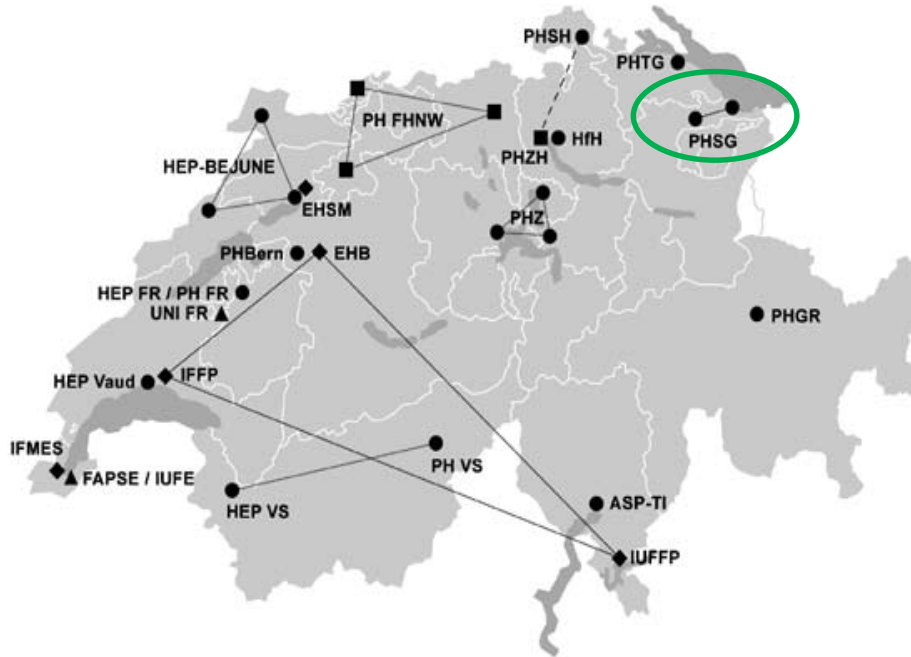 PHSH
PHTG
PH FHNW
PHSG
HfH
PHZH
HEP-BEJUNE
EHSM
PHZ
PHBern
EHB
HEP FR / PH FR
UNI FR
PHGR
HEP Vaud
IFFP
IFMES
PH VS
FAPSE / IUFE
HEP VS
ASP-TI
IUFFP